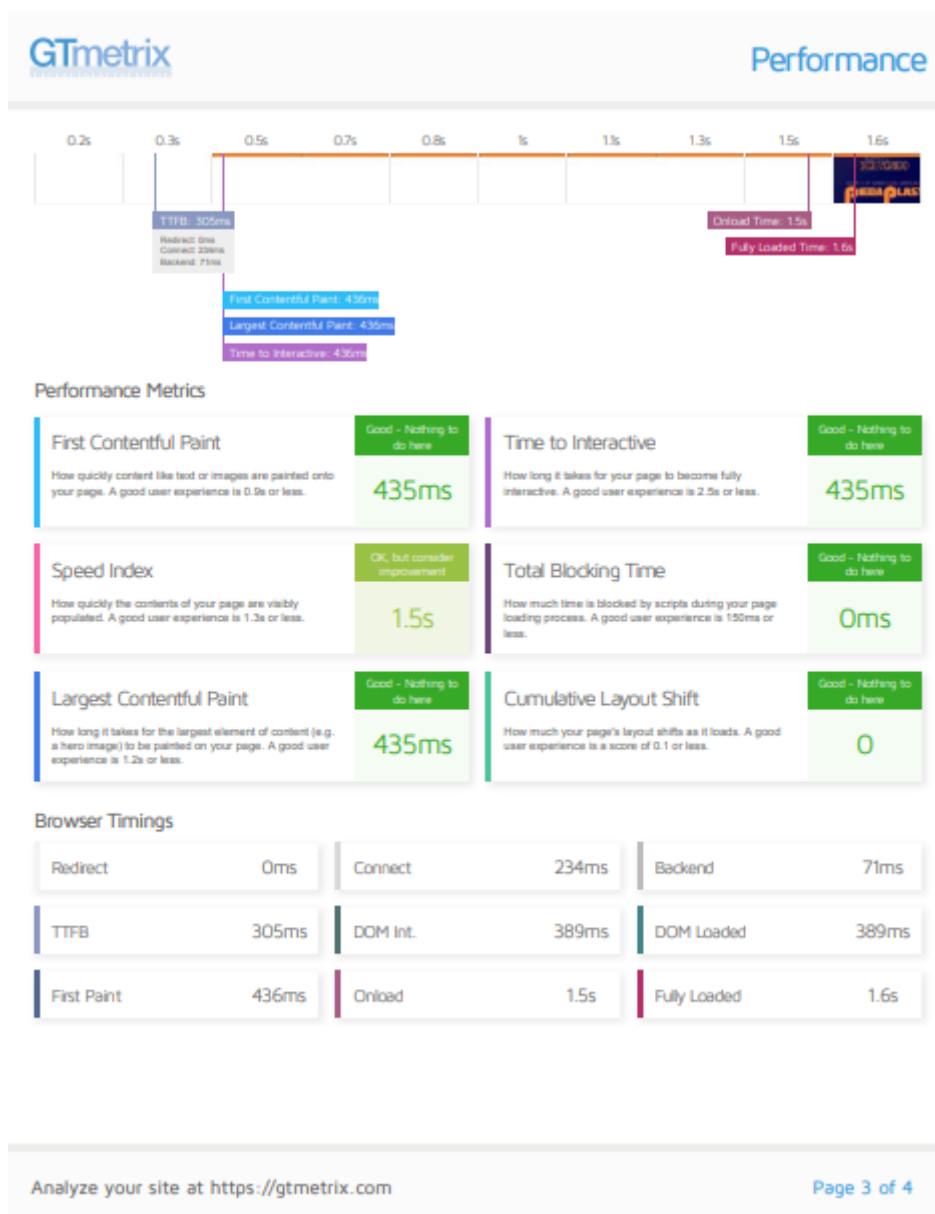 GTmetrix
Performance
0.2s 0.3s 0.5s 0.7s 0.8s 1s 1.1s 1.3s 1.5s 1.6s
TTFB: 305ms
Redirect: 0ms
Connect: 234ms
Backend: 71ms
Onload Time: 1.5s
Fully Loaded Time: 1.6s
First Contentful Paint: 436ms
Largest Contentful Paint: 436ms
Time to Interactive: 436ms
Performance Metrics
First Contentful Paint
How quickly content like text or images are painted onto
your page. A good user experience is 0.9s or less.
Good - Nothing to
do here
435ms
Time to Interactive
How long it takes for your page to become fully
interactive. A good user experience is 2.5s or less.
Good - Nothing to
do here
435ms
Speed Index
How quickly the contents of your page are visibly
populated. A good user experience is 1.3s or less.
OK, but consider
improvement
1.5s
Total Blocking Time
How much time is blocked by scripts during your page
loading process. A good user experience is 150ms or
less.
Good - Nothing to
do here
0ms
Largest Contentful Paint
How long it takes for the largest element of content (e.g.
a hero image) to be painted on your page. A good user
experience is 1.2s or less.
Good - Nothing to
do here
435ms
Cumulative Layout Shift
How much your page's layout shifts as it loads. A good
user experience is a score of 0.1 or less.
Good - Nothing to
do here
0
Browser Timings
Redirect 0ms
Connect 234ms
Backend 71ms
TTFB 305ms
DOM Int. 389ms
DOM Loaded 389ms
First Paint 436ms
Onload 1.5s
Fully Loaded 1.6s
Analyze your site at https://gtmetrix.com
Page 3 of 4